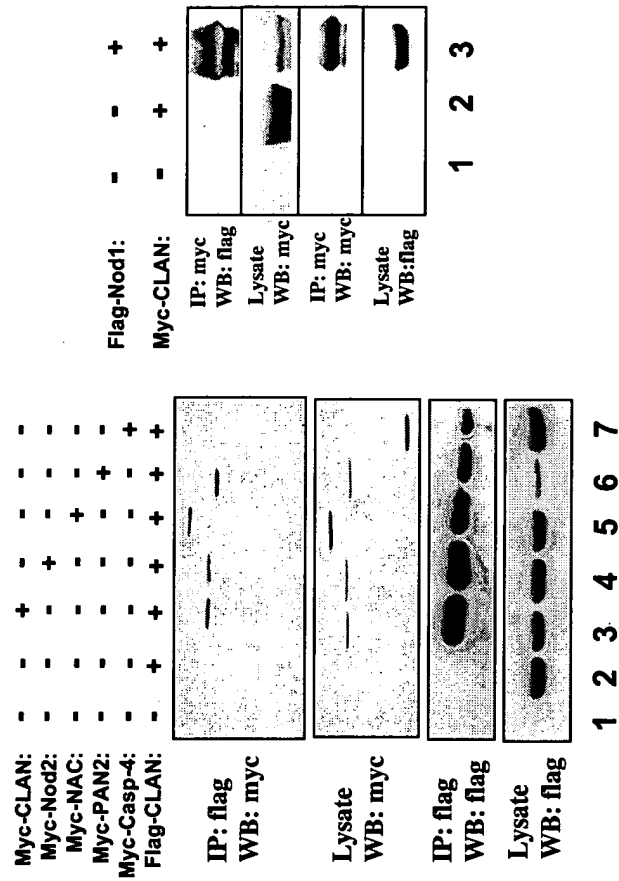 Myc-CLAN: - - + - - - -
Myc-Nod2: - - - + - - -
Myc-NAC: - - - - + - -
Myc-PAN2: - - - - - + -
Myc-Casp-4: - - - - - - +
Flag-CLAN: - + + + + + +
IP: flag
WB: myc
Lysate
WB: myc
IP: flag
WB: flag
Lysate
WB: flag
1 2 3 4 5 6 7
Flag-Nod1: - - +
Myc-CLAN: - + +
IP: myc
WB: flag
Lysate
WB: myc
IP: myc
WB: myc
Lysate
WB:flag
1 2 3